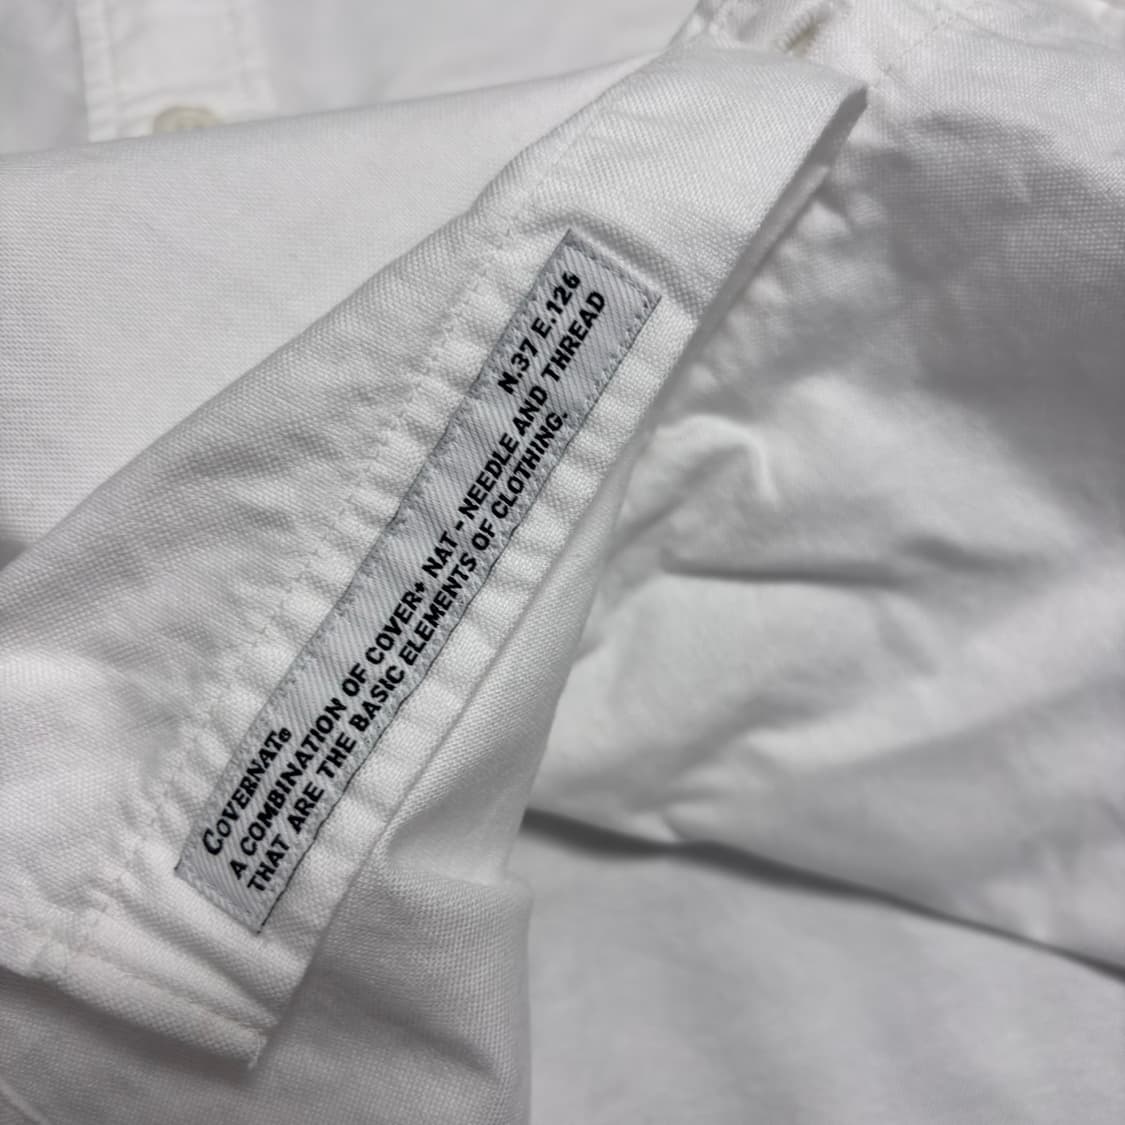 COVERNAT® N.37 E.126
A COMBINATION OF COVER+ NAT - NEEDLE AND THREAD
THAT ARE THE BASIC ELEMENTS OF CLOTHING.